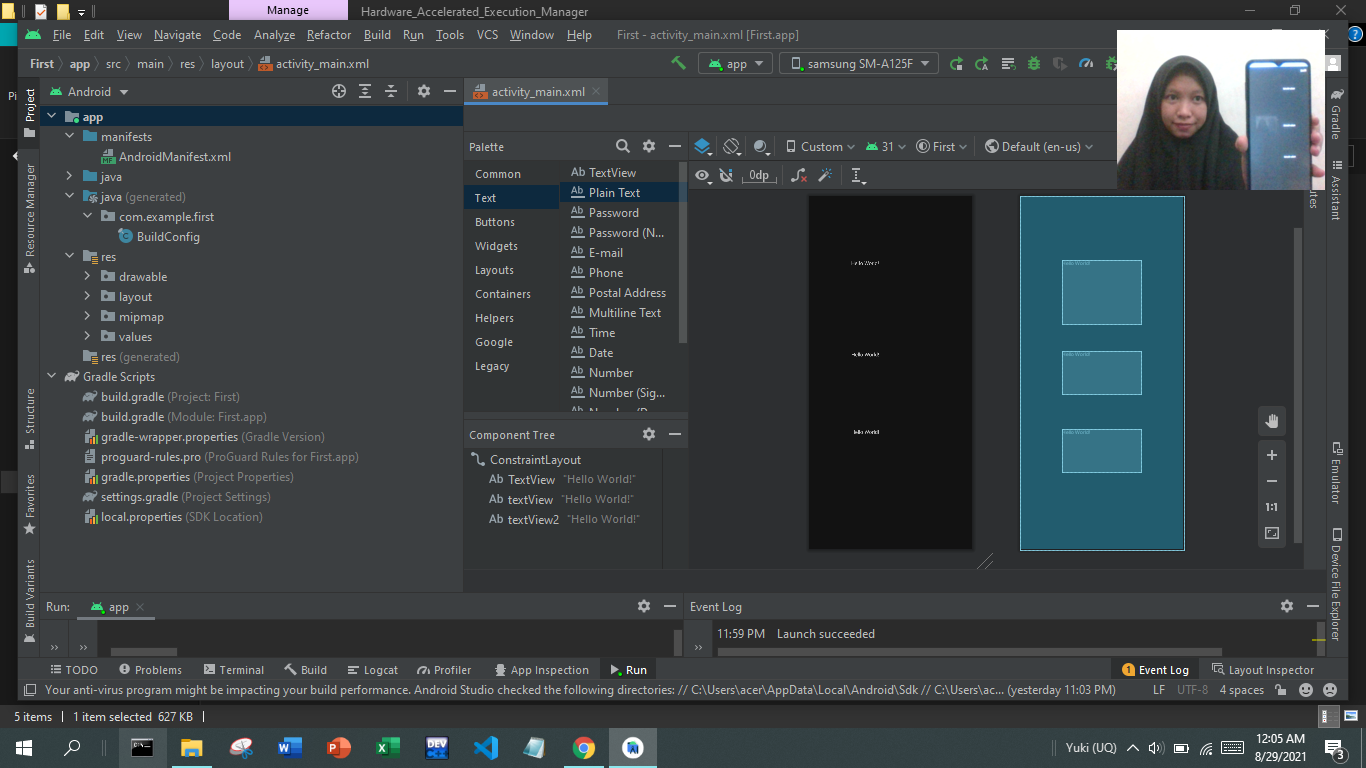 Manage
Hardware_Accelerated_Execution_Manager
File Edit View Navigate Code Analyze Refactor Build Run Tools VCS Window Help First - activity_main.xml [First.app]
First app src main res layout activity_main.xml
app samsung SM-A125F
Project
Resource Manager
Structure
Favorites
Build Variants
Android
app
manifests
AndroidManifest.xml
java
java (generated)
com.example.first
BuildConfig
res
drawable
layout
mipmap
values
res (generated)
Gradle Scripts
build.gradle (Project: First)
build.gradle (Module: First.app)
gradle-wrapper.properties (Gradle Version)
proguard-rules.pro (ProGuard Rules for First.app)
gradle.properties (Project Properties)
settings.gradle (Project Settings)
local.properties (SDK Location)
activity_main.xml
Palette
Common
Text
Buttons
Widgets
Layouts
Containers
Helpers
Google
Legacy
Ab TextView
Ab Plain Text
Ab Password
Ab Password (N...
Ab E-mail
Ab Phone
Ab Postal Address
Ab Multiline Text
Ab Time
Ab Date
Ab Number
Ab Number (Sig...
Component Tree
ConstraintLayout
Ab TextView "Hello World!"
Ab textView "Hello World!"
Ab textView2 "Hello World!"
Custom 31 First Default (en-us)
0dp
Hello World!
Hello World!
Hello World!
Hello World!
Hello World!
Hello World!
1:1
Gradle
Assistant
Emulator
Device File Explorer
Run: app
Event Log
11:59 PM Launch succeeded
TODO Problems Terminal Build Logcat Profiler App Inspection Run 1 Event Log Layout Inspector
Your anti-virus program might be impacting your build performance. Android Studio checked the following directories: // C:\Users\acer\AppData\Local\Android\Sdk // C:\Users\ac... (yesterday 11:03 PM) LF UTF-8 4 spaces
5 items 1 item selected 627 KB
DEV
Yuki (UQ)
12:05 AM
8/29/2021
3